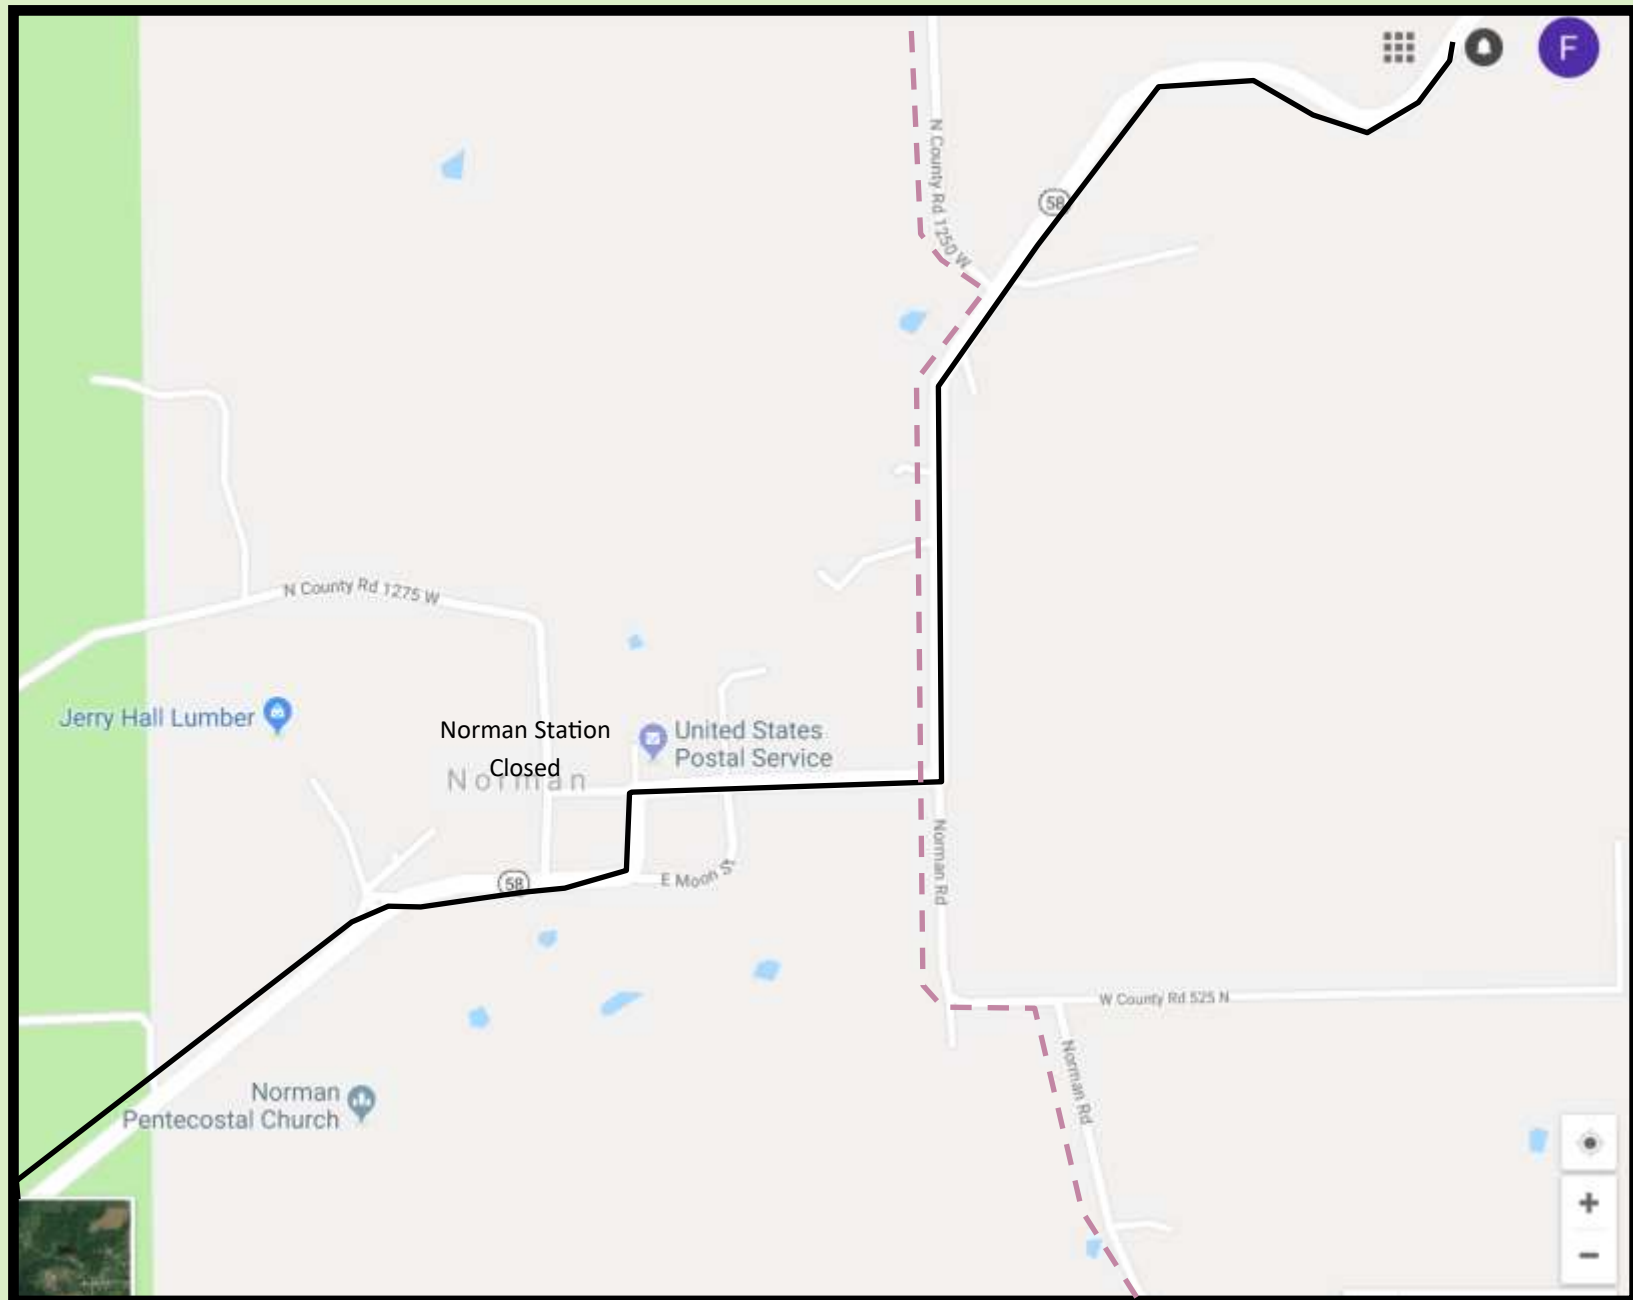 F
N County Rd 1250 W
58
N County Rd 1275 W
Jerry Hall Lumber
Norman Station
Closed
Norman
United States
Postal Service
58
E Moon St
Norman Rd
W County Rd 525 N
Norman Rd
Norman
Pentecostal Church
+
−